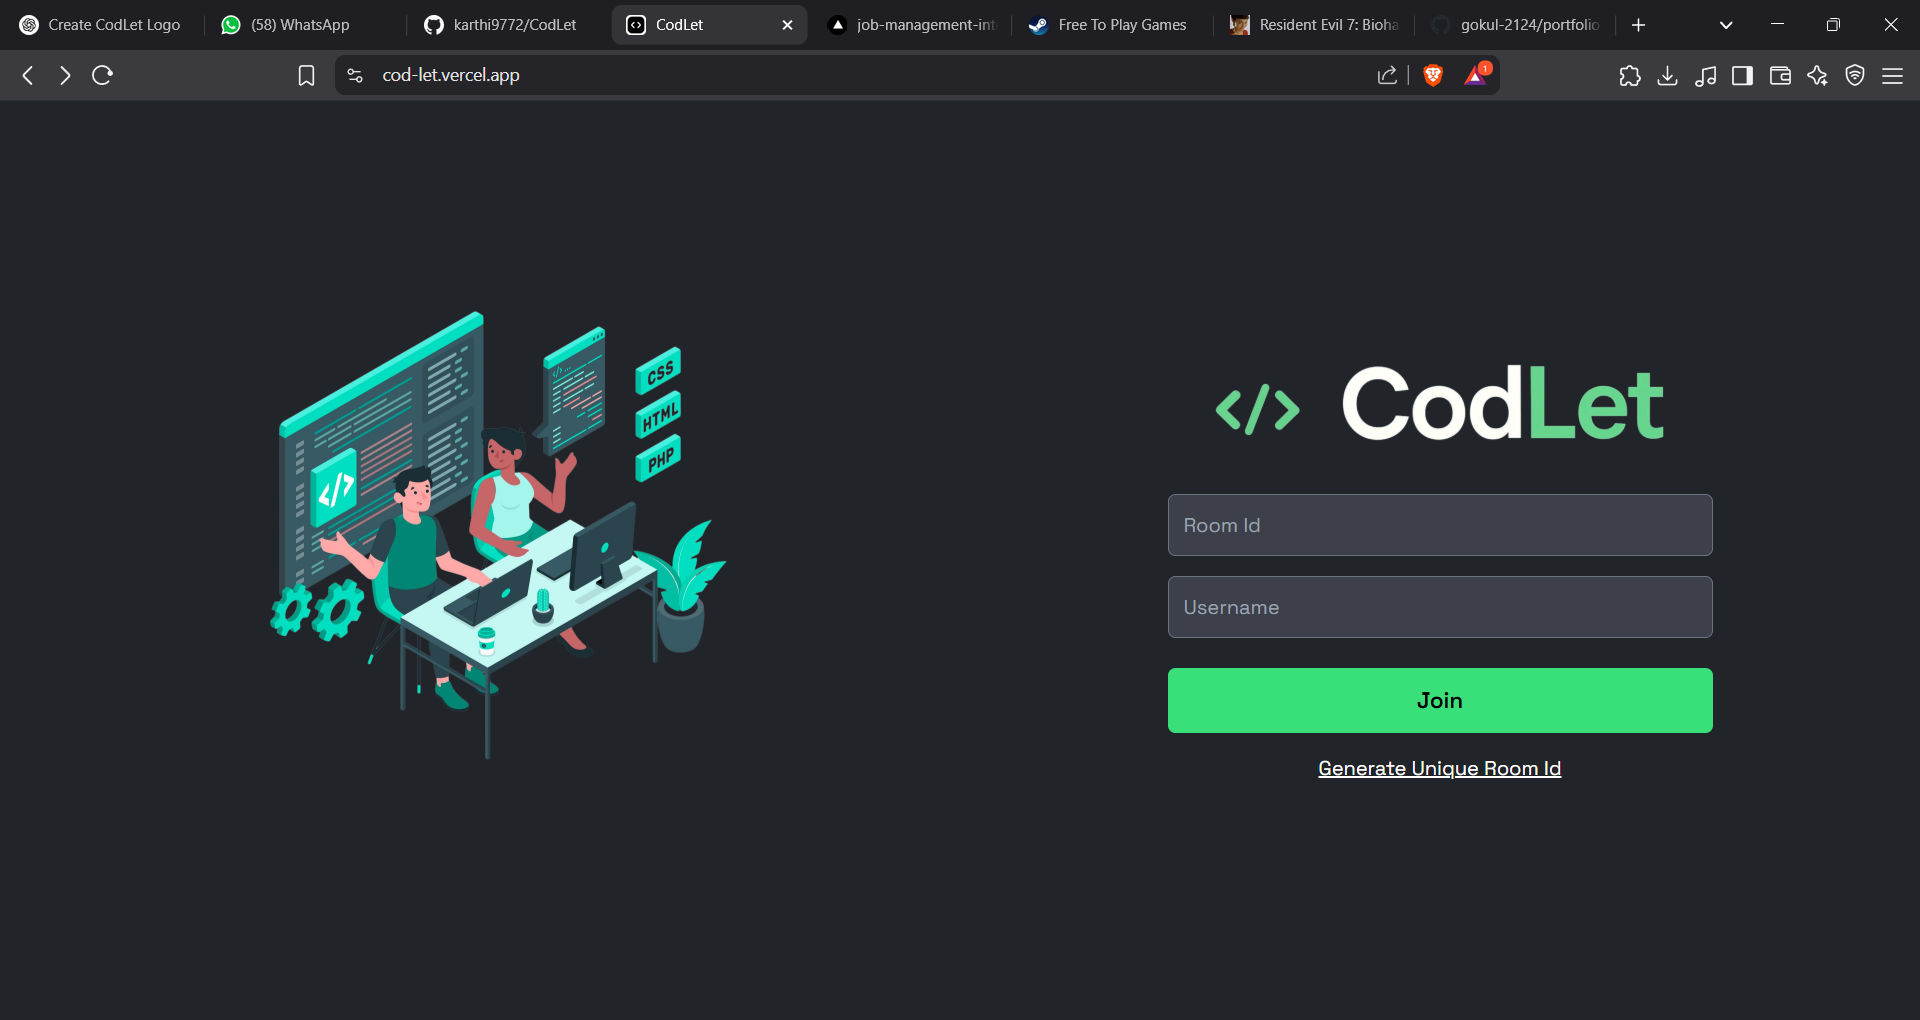 Create CodLet Logo
(58) WhatsApp
karthi9772/CodLet
CodLet
job-management-int
Free To Play Games
Resident Evil 7: Bioha
gokul-2124/portfolio
cod-let.vercel.app
1
CSS
HTML
PHP
</>
</>
</> CodLet
Room Id
Username
Join
Generate Unique Room Id